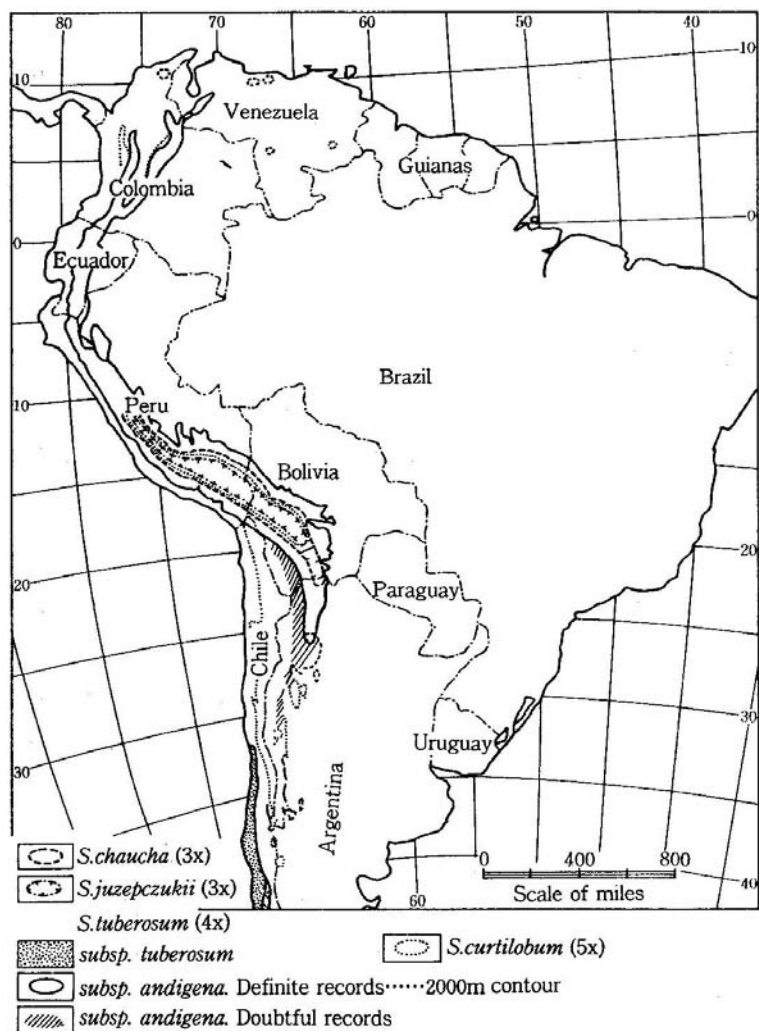 80 70 60 50 40
10 10
Venezuela
Guianas
Colombia
0 0
Ecuador
Brazil
10
Peru
10
Bolivia
20
20
Paraguay
Chile
30
Uruguay
30
Argentina
0 400 800
Scale of miles
40
60
S.chaucha (3x)
S.juzepczukii (3x)
S.tuberosum (4x)
subsp. tuberosum
S.curtilobum (5x)
subsp. andigena. Definite records ······2000m contour
subsp. andigena. Doubtful records